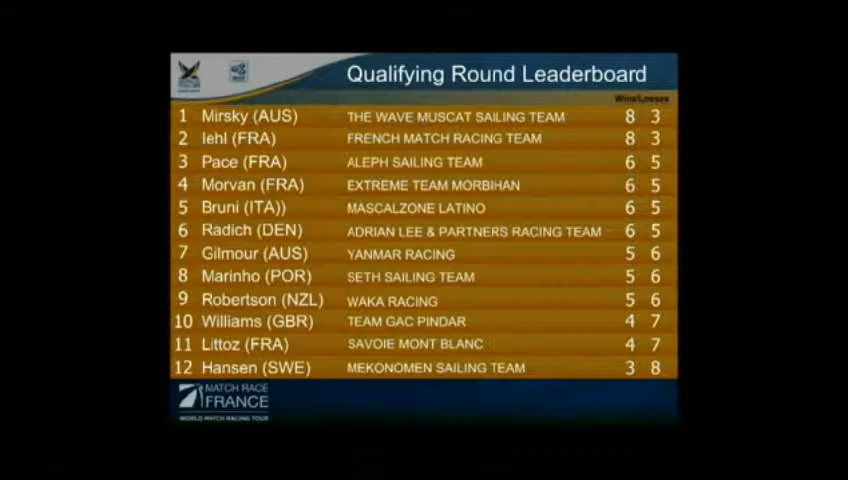 Qualifying Round Leaderboard
Wins/Losses
1 Mirsky (AUS) THE WAVE MUSCAT SAILING TEAM 8 3
2 Iehl (FRA) FRENCH MATCH RACING TEAM 8 3
3 Pace (FRA) ALEPH SAILING TEAM 6 5
4 Morvan (FRA) EXTREME TEAM MORBIHAN 6 5
5 Bruni (ITA)) MASCALZONE LATINO 6 5
6 Radich (DEN) ADRIAN LEE & PARTNERS RACING TEAM 6 5
7 Gilmour (AUS) YANMAR RACING 5 6
8 Marinho (POR) SETH SAILING TEAM 5 6
9 Robertson (NZL) WAKA RACING 5 6
10 Williams (GBR) TEAM GAC PINDAR 4 7
11 Littoz (FRA) SAVOIE MONT BLANC 4 7
12 Hansen (SWE) MEKONOMEN SAILING TEAM 3 8
MATCH RACE
FRANCE
WORLD MATCH RACING TOUR